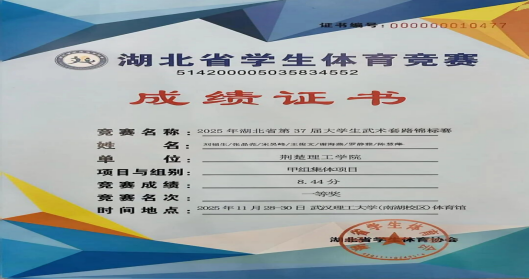 证书编号:000000010477
湖北省学生体育竞赛
5142000005035834552
成绩证书
竞赛名称:2025年湖北省第37届大学生武术套路锦标赛
姓名:
单位:荆楚理工学院
项目与组别:甲组集体项目
竞赛成绩:8.44分
竞赛名次:一等奖
时间地点:2025年11月28-30日 武汉理工大学(南湖校区)体育馆
湖北省学生体育协会